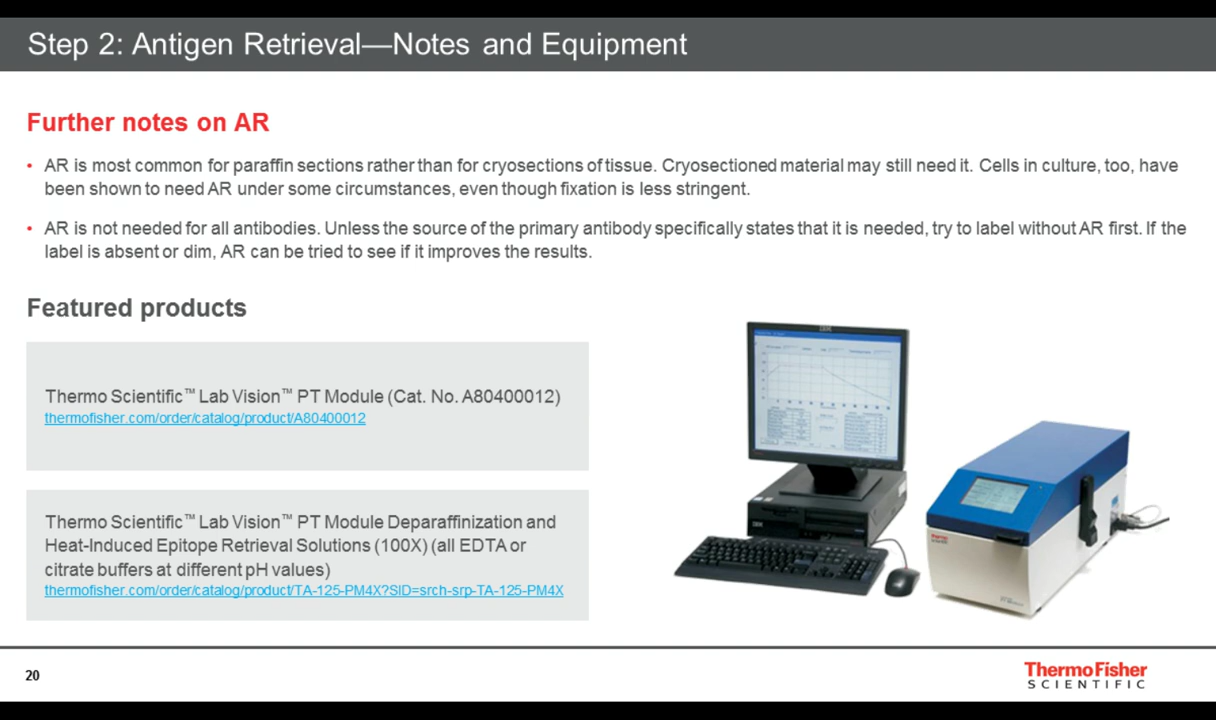 Step 2: Antigen Retrieval—Notes and Equipment
Further notes on AR
• AR is most common for paraffin sections rather than for cryosections of tissue. Cryosectioned material may still need it. Cells in culture, too, have
been shown to need AR under some circumstances, even though fixation is less stringent.
• AR is not needed for all antibodies. Unless the source of the primary antibody specifically states that it is needed, try to label without AR first. If the
label is absent or dim, AR can be tried to see if it improves the results.
Featured products
Thermo Scientific™ Lab Vision™ PT Module (Cat. No. A80400012)
thermofisher.com/order/catalog/product/A80400012
Thermo Scientific™ Lab Vision™ PT Module Deparaffinization and
Heat-Induced Epitope Retrieval Solutions (100X) (all EDTA or
citrate buffers at different pH values)
thermofisher.com/order/catalog/product/TA-125-PM4X?SID=srch-srp-TA-125-PM4X
IBM
IBM
20
ThermoFisher
SCIENTIFIC